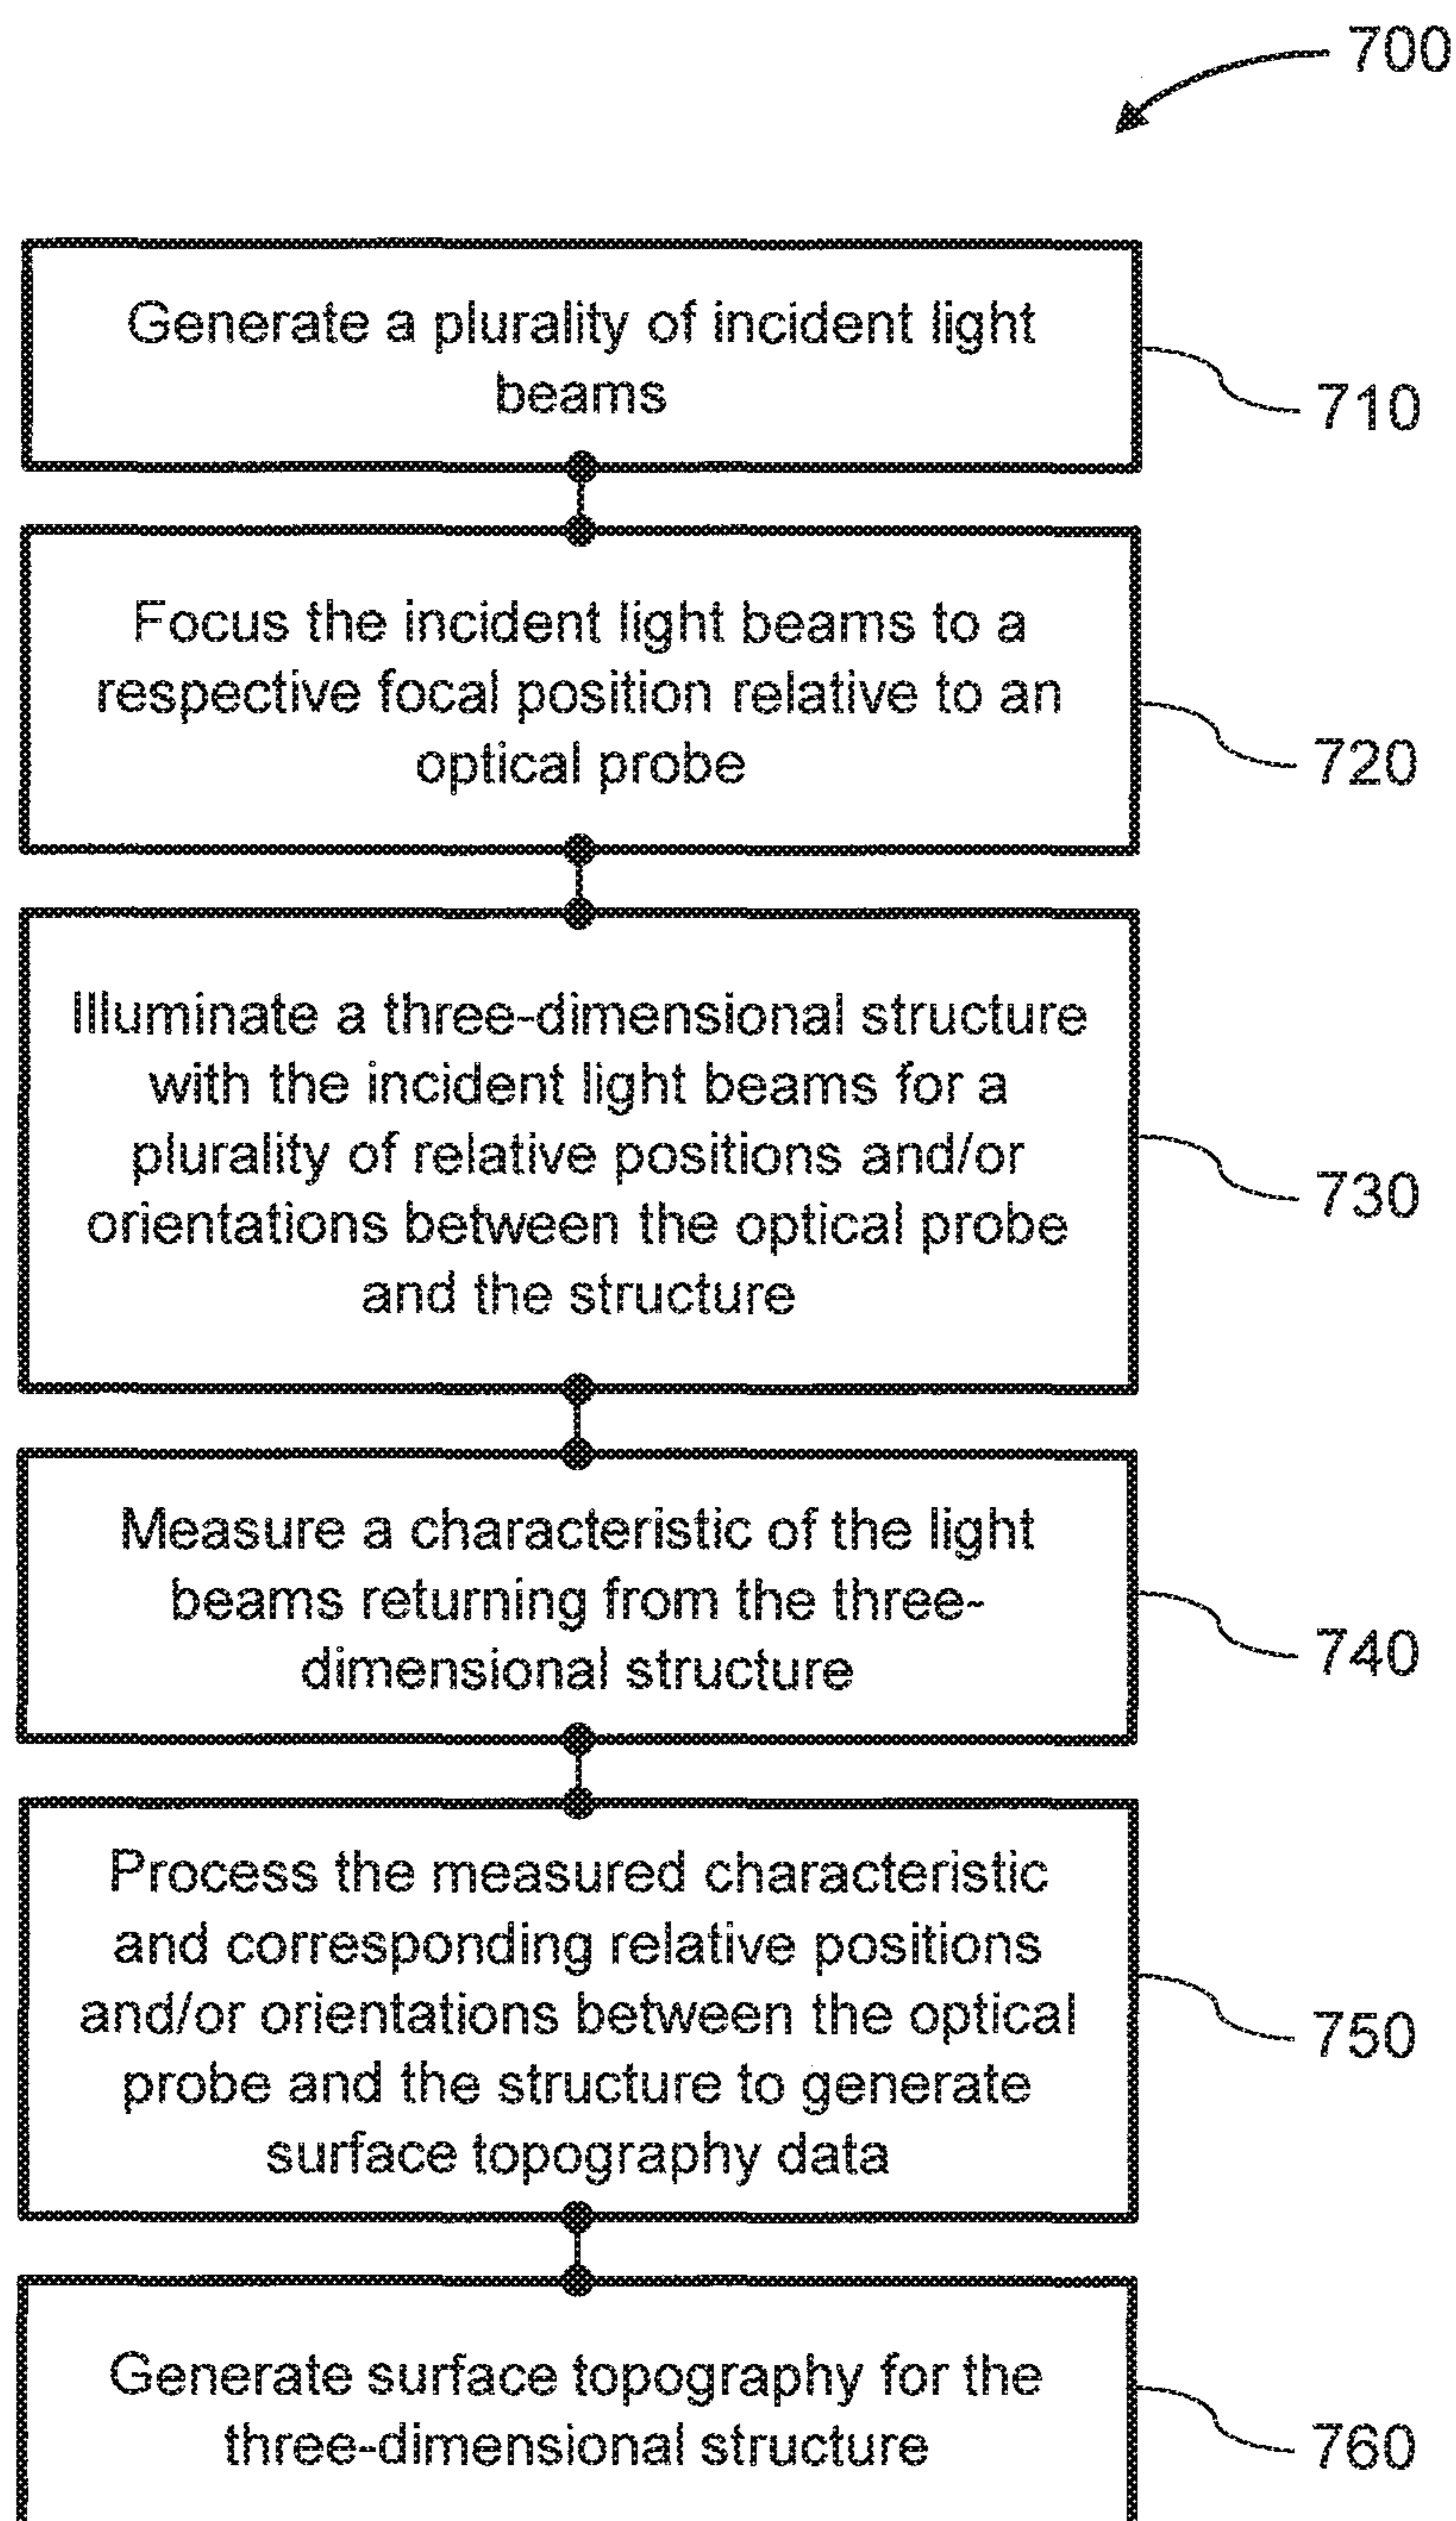 700
Generate a plurality of incident light
beams
710
Focus the incident light beams to a
respective focal position relative to an
optical probe
720
Illuminate a three-dimensional structure
with the incident light beams for a
plurality of relative positions and/or
orientations between the optical probe
and the structure
730
Measure a characteristic of the light
beams returning from the three-
dimensional structure
740
Process the measured characteristic
and corresponding relative positions
and/or orientations between the optical
probe and the structure to generate
surface topography data
750
Generate surface topography for the
three-dimensional structure
760